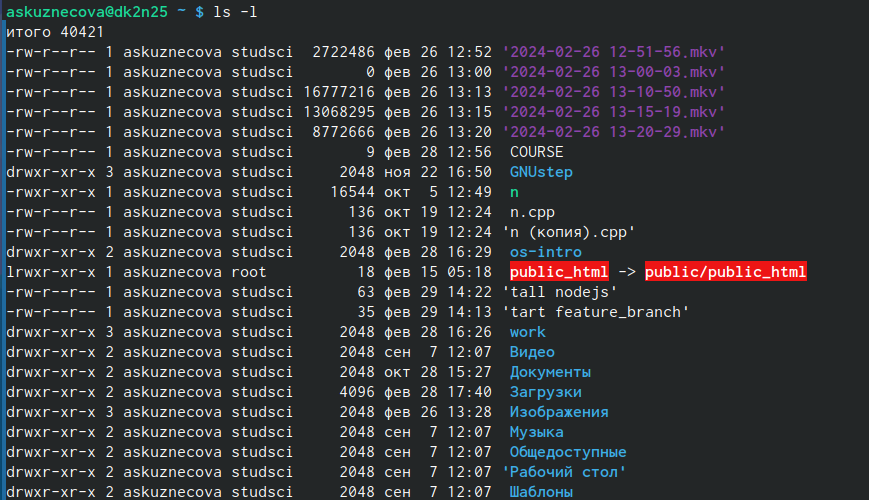 askuznecova@dk2n25 ~ $ ls -l
итого 40421
-rw-r--r-- 1 askuznecova studsci  2722486 фев 26 12:52 '2024-02-26 12-51-56.mkv'
-rw-r--r-- 1 askuznecova studsci        0 фев 26 13:00 '2024-02-26 13-00-03.mkv'
-rw-r--r-- 1 askuznecova studsci 16777216 фев 26 13:13 '2024-02-26 13-10-50.mkv'
-rw-r--r-- 1 askuznecova studsci 13068295 фев 26 13:15 '2024-02-26 13-15-19.mkv'
-rw-r--r-- 1 askuznecova studsci  8772666 фев 26 13:20 '2024-02-26 13-20-29.mkv'
-rw-r--r-- 1 askuznecova studsci        9 фев 28 12:56  COURSE
drwxr-xr-x 3 askuznecova studsci     2048 ноя 22 16:50  GNUstep
-rwxr-xr-x 1 askuznecova studsci    16544 окт  5 12:49  n
-rw-r--r-- 1 askuznecova studsci      136 окт 19 12:24  n.cpp
-rw-r--r-- 1 askuznecova studsci      136 окт 19 12:24 'n (копия).cpp'
drwxr-xr-x 2 askuznecova studsci     2048 фев 28 16:29  os-intro
lrwxr-xr-x 1 askuznecova root          18 фев 15 05:18  public_html -> public/public_html
-rw-r--r-- 1 askuznecova studsci       63 фев 29 14:22 'tall nodejs'
-rw-r--r-- 1 askuznecova studsci       35 фев 29 14:13 'tart feature_branch'
drwxr-xr-x 3 askuznecova studsci     2048 фев 28 16:26  work
drwxr-xr-x 2 askuznecova studsci     2048 сен  7 12:07  Видео
drwxr-xr-x 2 askuznecova studsci     2048 окт 28 15:27  Документы
drwxr-xr-x 2 askuznecova studsci     4096 фев 28 17:40  Загрузки
drwxr-xr-x 3 askuznecova studsci     2048 фев 26 13:28  Изображения
drwxr-xr-x 2 askuznecova studsci     2048 сен  7 12:07  Музыка
drwxr-xr-x 2 askuznecova studsci     2048 сен  7 12:07  Общедоступные
drwxr-xr-x 2 askuznecova studsci     2048 сен  7 12:07 'Рабочий стол'
drwxr-xr-x 2 askuznecova studsci     2048 сен  7 12:07  Шаблоны